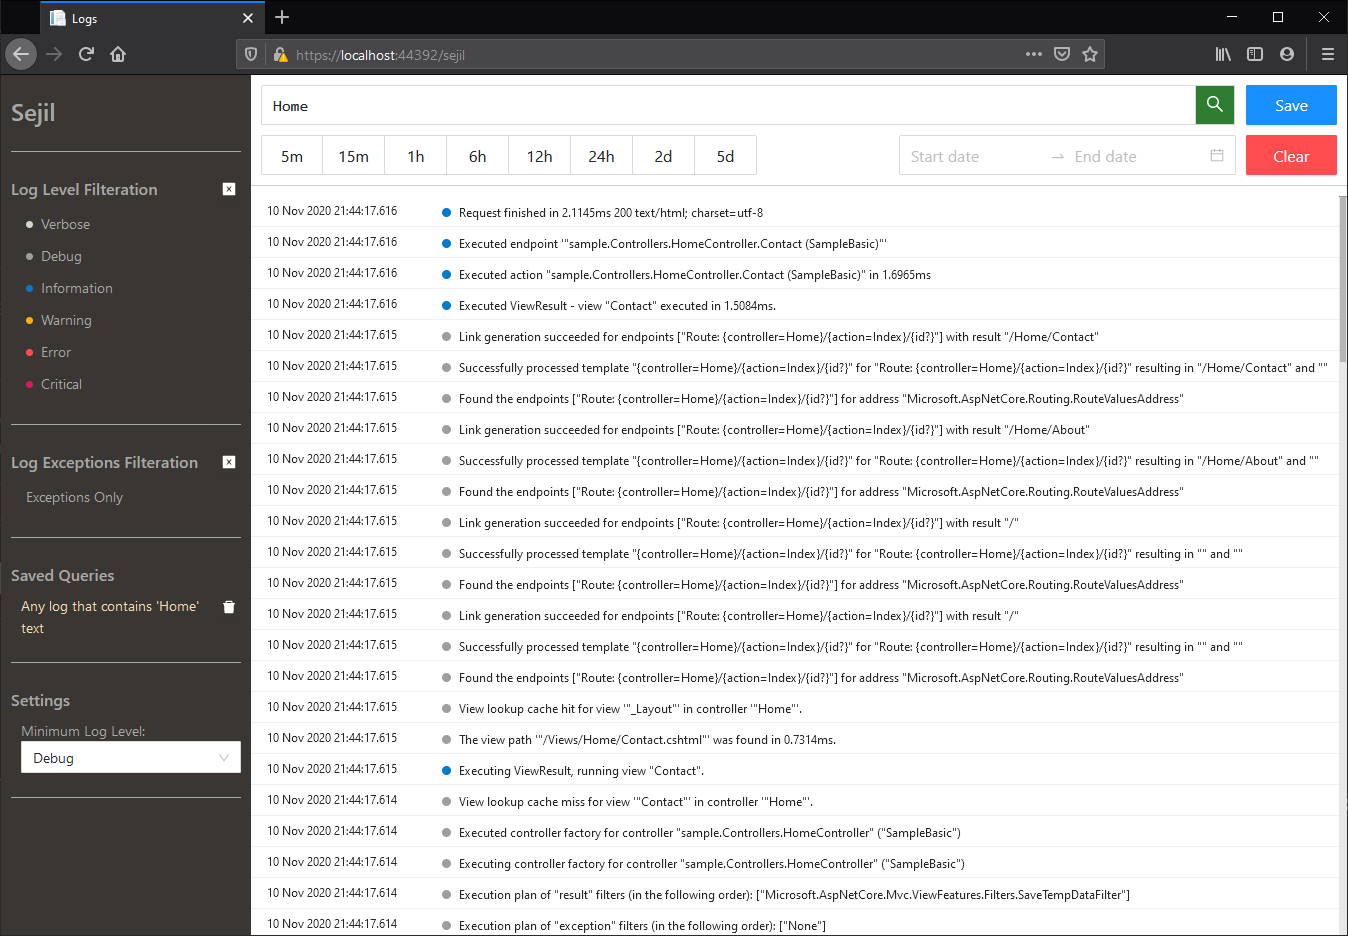 Logs
https://localhost:44392/sejil
Sejil
Log Level Filteration
Verbose
Debug
Information
Warning
Error
Critical
Log Exceptions Filteration
Exceptions Only
Saved Queries
Any log that contains 'Home'
text
Settings
Minimum Log Level:
Debug
Home
Save
5m 15m 1h 6h 12h 24h 2d 5d
Start date → End date
Clear
10 Nov 2020 21:44:17.616 Request finished in 2.1145ms 200 text/html; charset=utf-8
10 Nov 2020 21:44:17.616 Executed endpoint '"sample.Controllers.HomeController.Contact (SampleBasic)"'
10 Nov 2020 21:44:17.616 Executed action "sample.Controllers.HomeController.Contact (SampleBasic)" in 1.6965ms
10 Nov 2020 21:44:17.616 Executed ViewResult - view "Contact" executed in 1.5084ms.
10 Nov 2020 21:44:17.615 Link generation succeeded for endpoints ["Route: {controller=Home}/{action=Index}/{id?}"] with result "/Home/Contact"
10 Nov 2020 21:44:17.615 Successfully processed template "{controller=Home}/{action=Index}/{id?}" for "Route: {controller=Home}/{action=Index}/{id?}" resulting in "/Home/Contact" and ""
10 Nov 2020 21:44:17.615 Found the endpoints ["Route: {controller=Home}/{action=Index}/{id?}"] for address "Microsoft.AspNetCore.Routing.RouteValuesAddress"
10 Nov 2020 21:44:17.615 Link generation succeeded for endpoints ["Route: {controller=Home}/{action=Index}/{id?}"] with result "/Home/About"
10 Nov 2020 21:44:17.615 Successfully processed template "{controller=Home}/{action=Index}/{id?}" for "Route: {controller=Home}/{action=Index}/{id?}" resulting in "/Home/About" and ""
10 Nov 2020 21:44:17.615 Found the endpoints ["Route: {controller=Home}/{action=Index}/{id?}"] for address "Microsoft.AspNetCore.Routing.RouteValuesAddress"
10 Nov 2020 21:44:17.615 Link generation succeeded for endpoints ["Route: {controller=Home}/{action=Index}/{id?}"] with result "/"
10 Nov 2020 21:44:17.615 Successfully processed template "{controller=Home}/{action=Index}/{id?}" for "Route: {controller=Home}/{action=Index}/{id?}" resulting in "" and ""
10 Nov 2020 21:44:17.615 Found the endpoints ["Route: {controller=Home}/{action=Index}/{id?}"] for address "Microsoft.AspNetCore.Routing.RouteValuesAddress"
10 Nov 2020 21:44:17.615 Link generation succeeded for endpoints ["Route: {controller=Home}/{action=Index}/{id?}"] with result "/"
10 Nov 2020 21:44:17.615 Successfully processed template "{controller=Home}/{action=Index}/{id?}" for "Route: {controller=Home}/{action=Index}/{id?}" resulting in "" and ""
10 Nov 2020 21:44:17.615 Found the endpoints ["Route: {controller=Home}/{action=Index}/{id?}"] for address "Microsoft.AspNetCore.Routing.RouteValuesAddress"
10 Nov 2020 21:44:17.615 View lookup cache hit for view '"_Layout"' in controller '"Home"'.
10 Nov 2020 21:44:17.615 The view path '"/Views/Home/Contact.cshtml"' was found in 0.7314ms.
10 Nov 2020 21:44:17.615 Executing ViewResult, running view "Contact".
10 Nov 2020 21:44:17.614 View lookup cache miss for view '"Contact"' in controller '"Home"'.
10 Nov 2020 21:44:17.614 Executed controller factory for controller "sample.Controllers.HomeController" ("SampleBasic")
10 Nov 2020 21:44:17.614 Executing controller factory for controller "sample.Controllers.HomeController" ("SampleBasic")
10 Nov 2020 21:44:17.614 Execution plan of "result" filters (in the following order): ["Microsoft.AspNetCore.Mvc.ViewFeatures.Filters.SaveTempDataFilter"]
10 Nov 2020 21:44:17.614 Execution plan of "exception" filters (in the following order): ["None"]